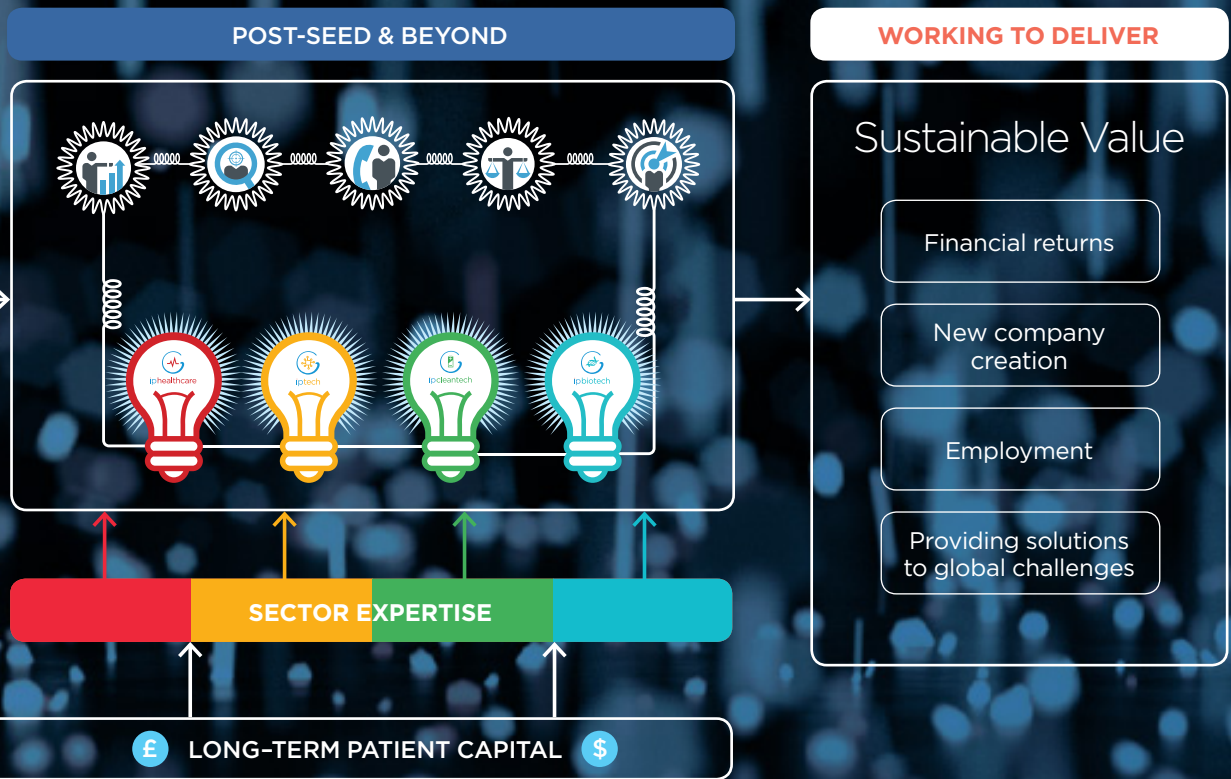 POST-SEED & BEYOND
WORKING TO DELIVER
iphealthcare
iptech
ipcleantech
ipbiotech
Sustainable Value
Financial returns
New company
creation
Employment
Providing solutions
to global challenges
SECTOR EXPERTISE
£ LONG-TERM PATIENT CAPITAL $